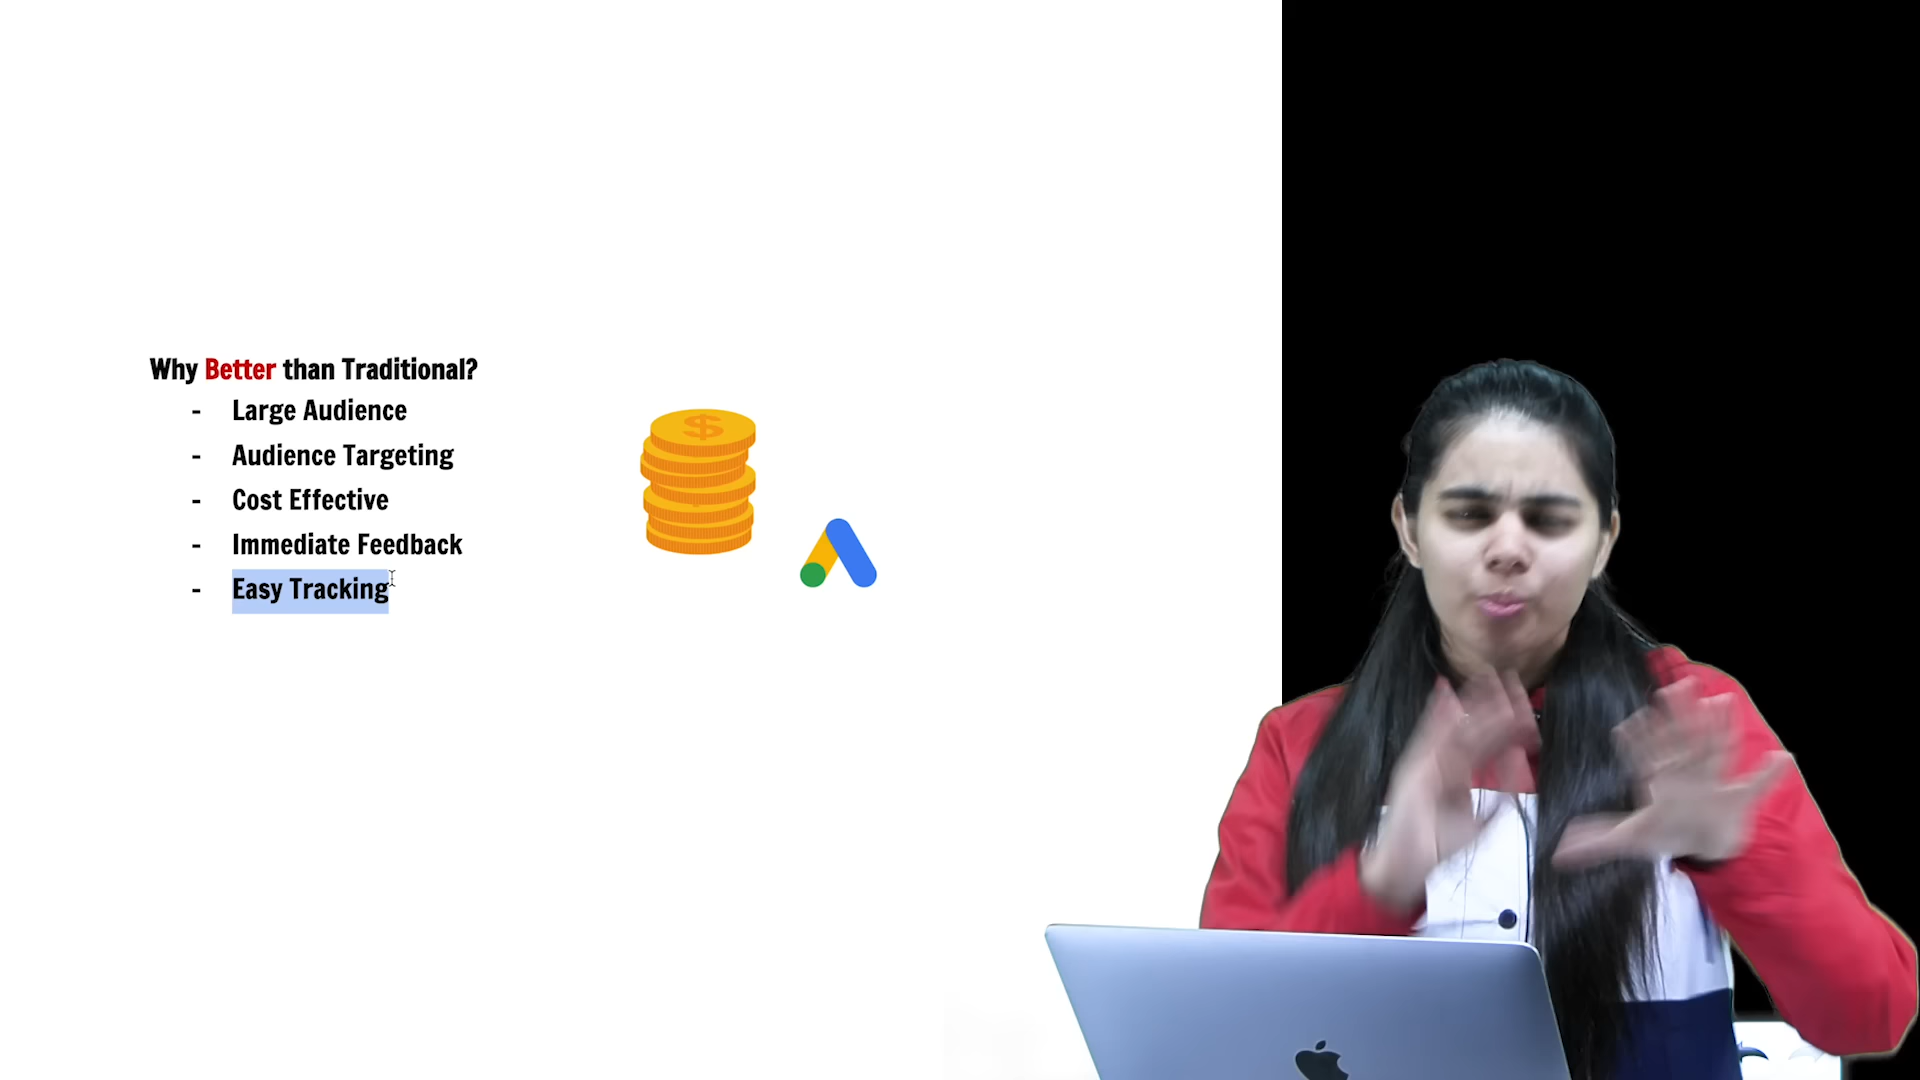 Why Better than Traditional?
- Large Audience
- Audience Targeting
- Cost Effective
- Immediate Feedback
- Easy Tracking